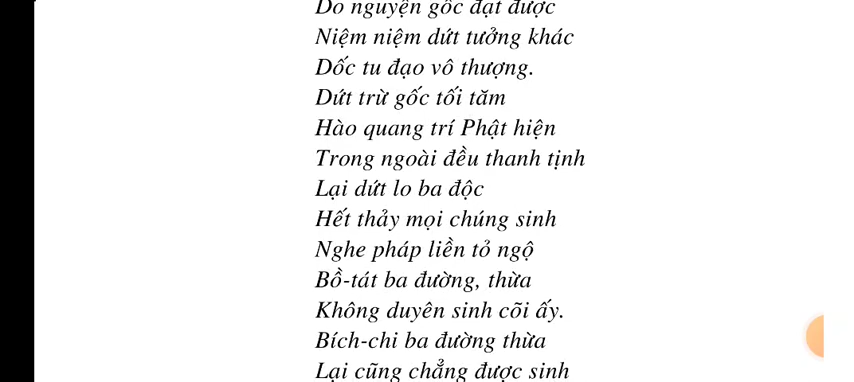 Do nguyện gốc đạt được
Niệm niệm dứt tưởng khác
Dốc tu đạo vô thượng.
Dứt trừ gốc tối tăm
Hào quang trí Phật hiện
Trong ngoài đều thanh tịnh
Lại dứt lo ba độc
Hết thảy mọi chúng sinh
Nghe pháp liền tỏ ngộ
Bồ-tát ba đường, thừa
Không duyên sinh cõi ấy.
Bích-chi ba đường thừa
Lại cũng chẳng được sinh